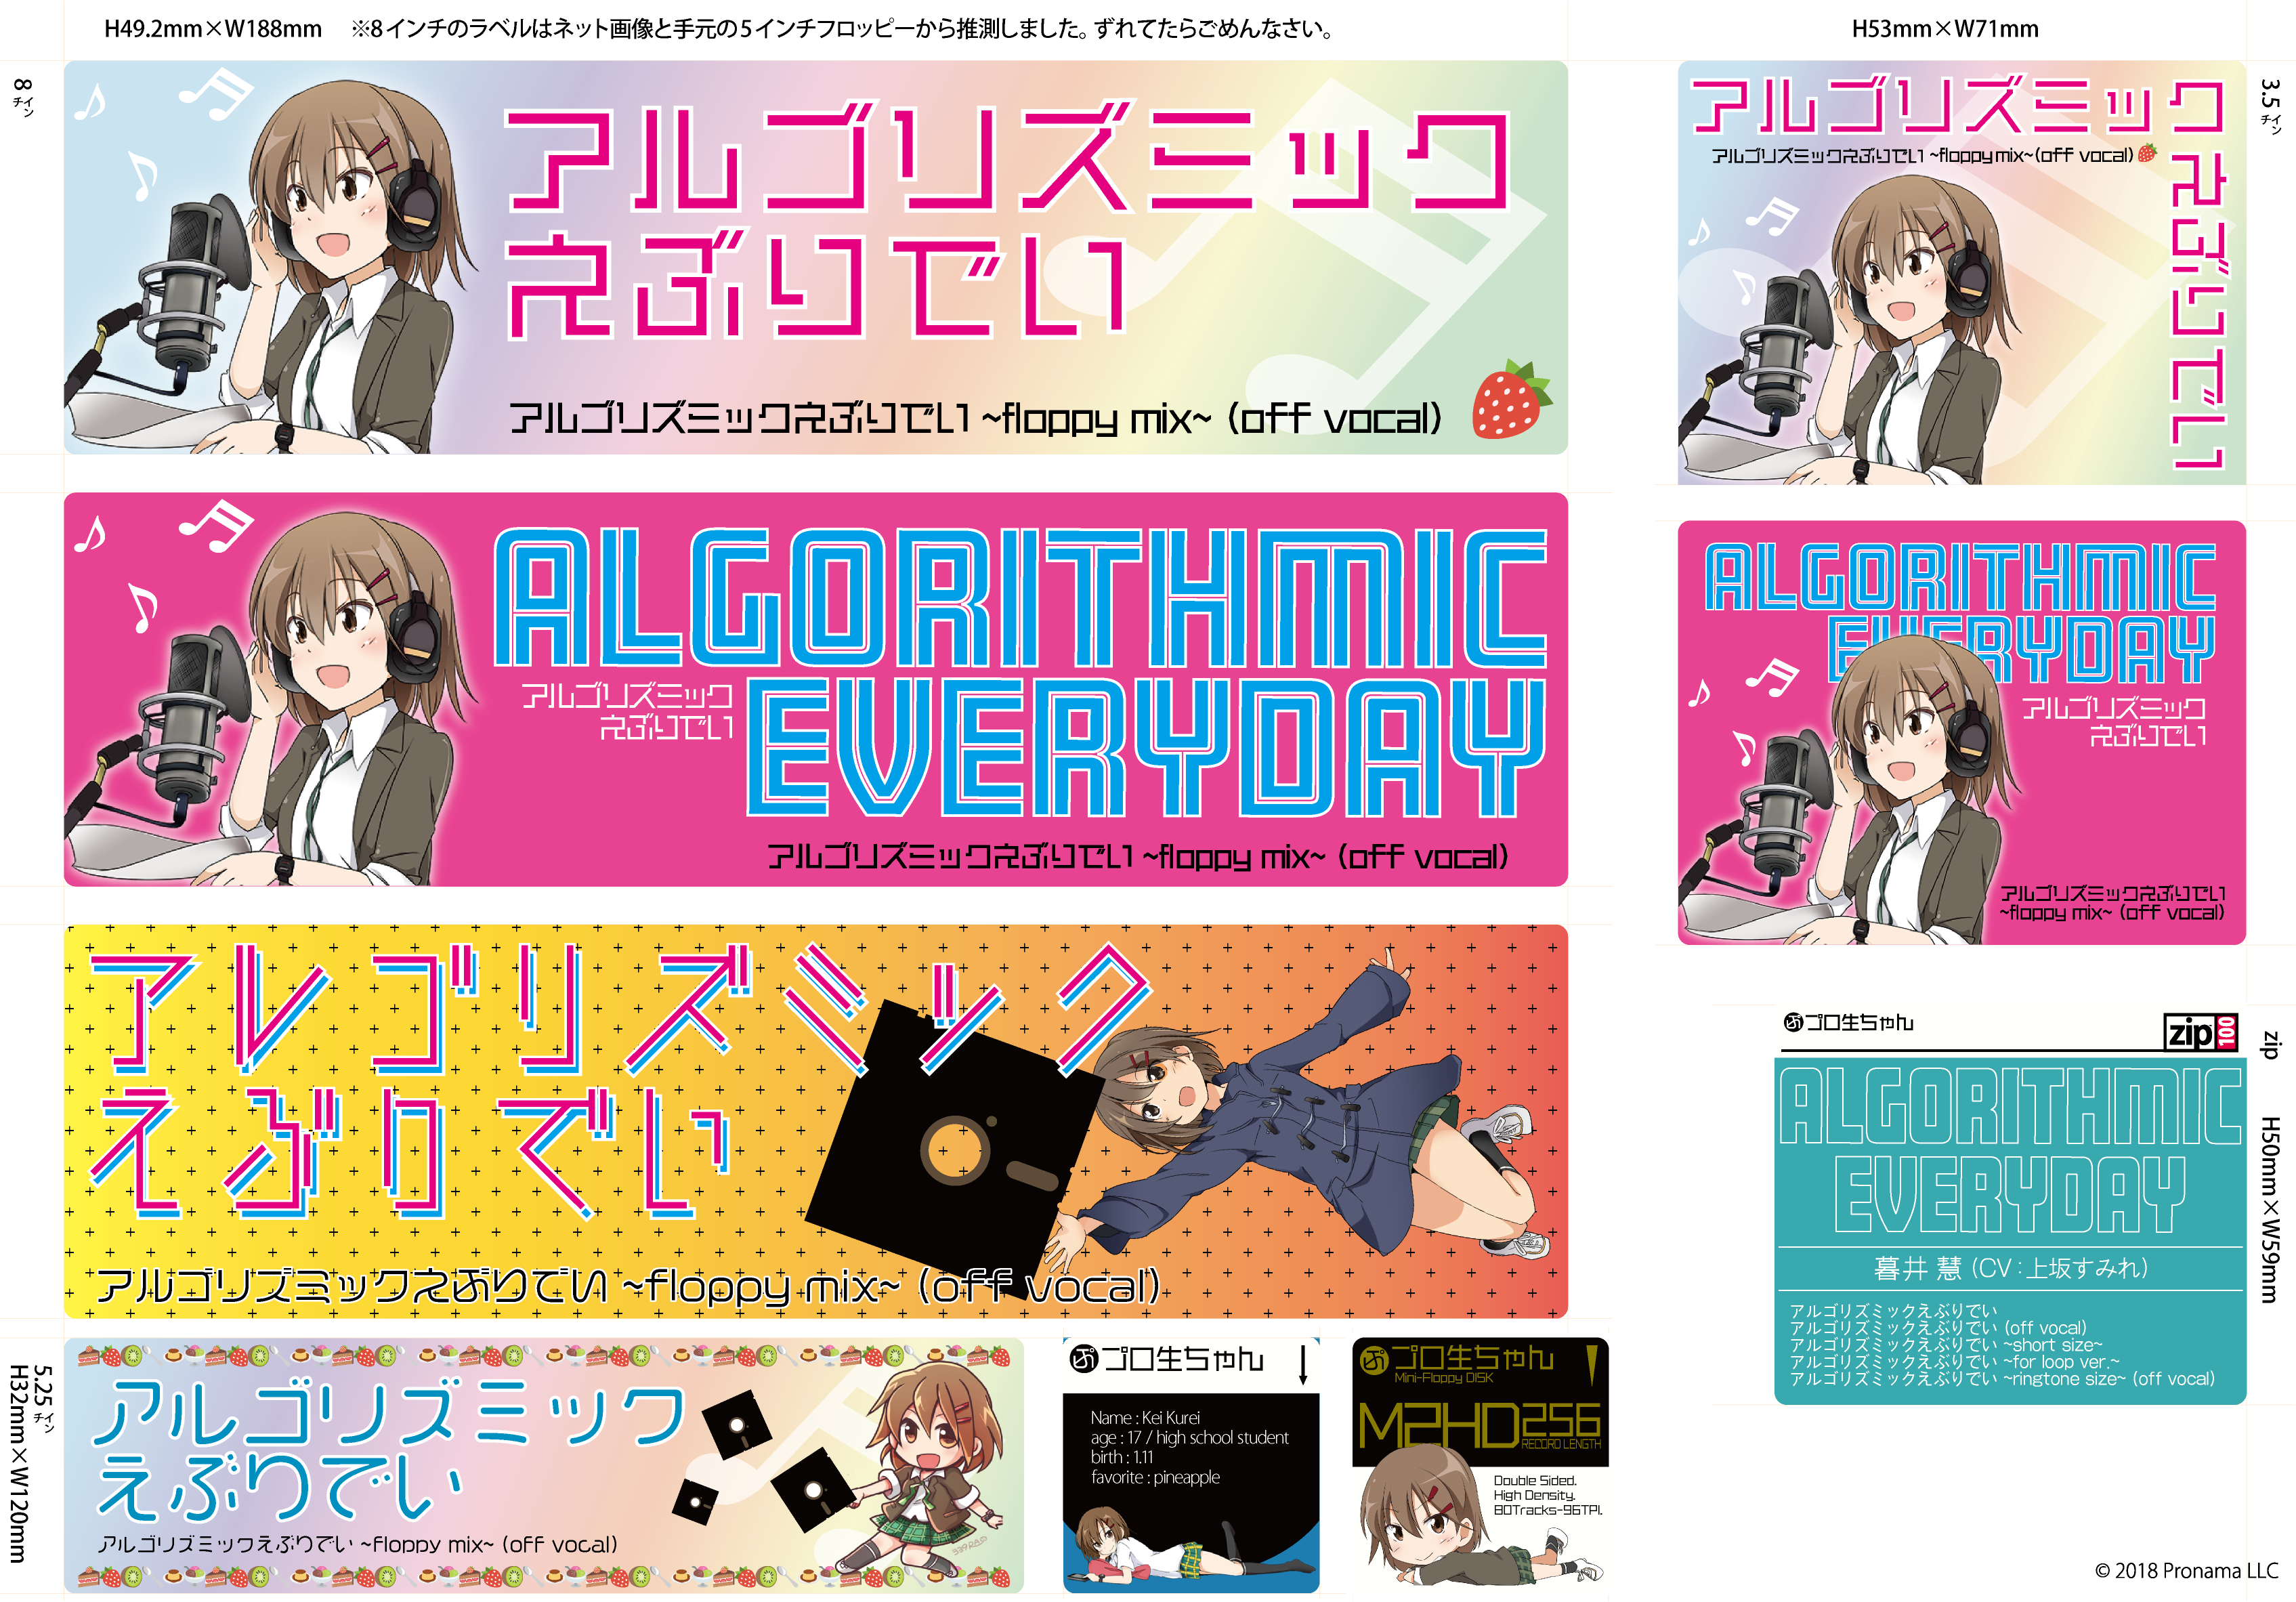 H49.2mm×W188mm ※8インチのラベルはネット画像と手元の5インチフロッピーから推測しました。ずれてたらごめんなさい。
8インチ
アルゴリズミック
えぶりでい
アルゴリズミックえぶりでい ~floppy mix~ (off vocal)
ALGORITHMIC
EVERYDAY
アルゴリズミック
えぶりでい
アルゴリズミックえぶりでい ~floppy mix~ (off vocal)
アルゴリズミック
えぶりでい
アルゴリズミックえぶりでい ~floppy mix~ (off vocal)
5.25インチ
H32mm×W120mm
アルゴリズミック
えぶりでい
アルゴリズミックえぶりでい ~floppy mix~ (off vocal)
ぷ プロ生ちゃん
Name : Kei Kurei
age : 17 / high school student
birth : 1.11
favorite : pineapple
ぷ プロ生ちゃん
Mini-Floppy DISK
M2HD256
RECORD LENGTH
Double Sided.
High Density.
80Tracks-96TPI.
H53mm×W71mm
3.5インチ
アルゴリズミック
えぶりでい
アルゴリズミックえぶりでい ~floppy mix~ (off vocal)
ALGORITHMIC
EVERYDAY
アルゴリズミック
えぶりでい
アルゴリズミックえぶりでい
~floppy mix~ (off vocal)
zip H50mm×W59mm
ぷ プロ生ちゃん
zip 100
ALGORITHMIC
EVERYDAY
暮井 慧 (CV : 上坂すみれ)
アルゴリズミックえぶりでい
アルゴリズミックえぶりでい (off vocal)
アルゴリズミックえぶりでい ~short size~
アルゴリズミックえぶりでい ~for loop ver.~
アルゴリズミックえぶりでい ~ringtone size~ (off vocal)
© 2018 Pronama LLC